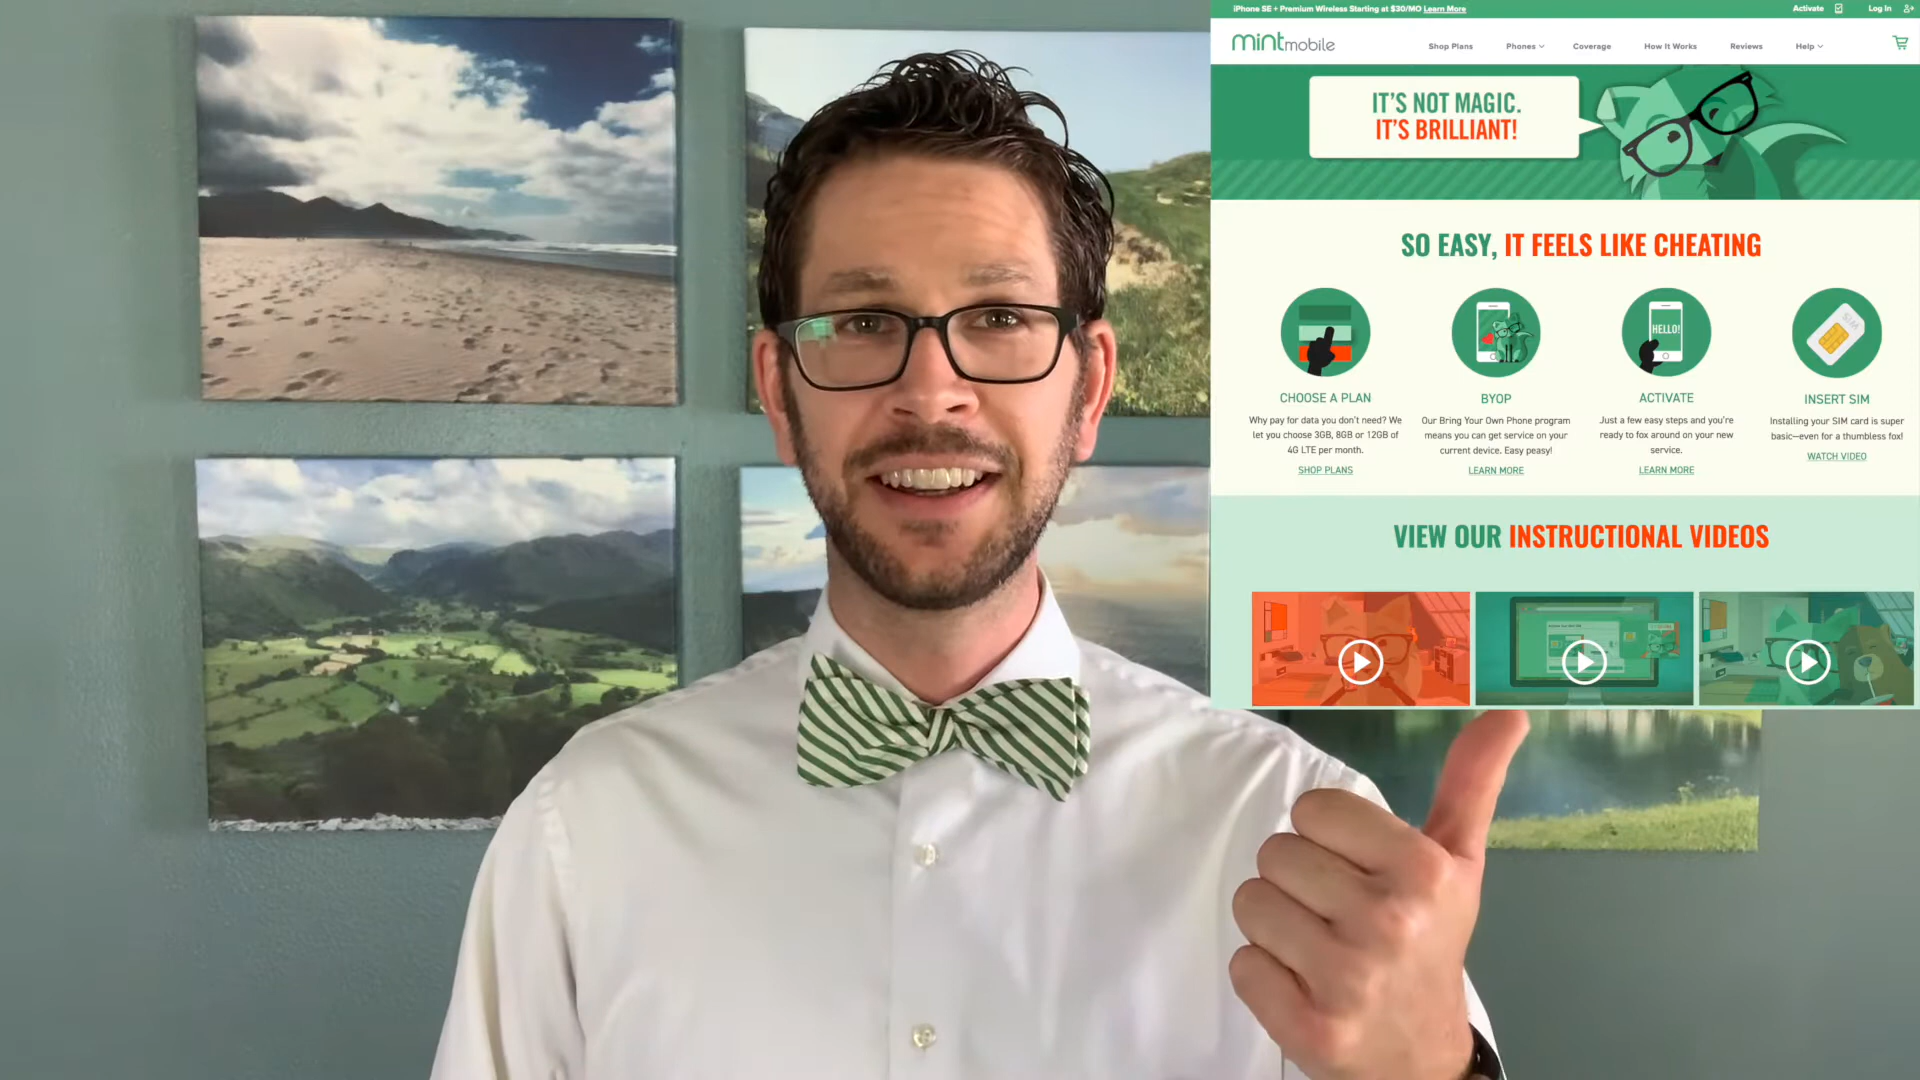 iPhone SE + Premium Wireless Starting at $30/MO Learn More
Activate
Log In
mintmobile
Shop Plans
Phones
Coverage
How It Works
Reviews
Help
IT'S NOT MAGIC.
IT'S BRILLIANT!
SO EASY, IT FEELS LIKE CHEATING
HELLO!
SIM
CHOOSE A PLAN
Why pay for data you don't need? We
let you choose 3GB, 8GB or 12GB of
4G LTE per month.
SHOP PLANS
BYOP
Our Bring Your Own Phone program
means you can get service on your
current device. Easy peasy!
LEARN MORE
ACTIVATE
Just a few easy steps and you're
ready to fox around on your new
service.
LEARN MORE
INSERT SIM
Installing your SIM card is super
basic—even for a thumbless fox!
WATCH VIDEO
VIEW OUR INSTRUCTIONAL VIDEOS